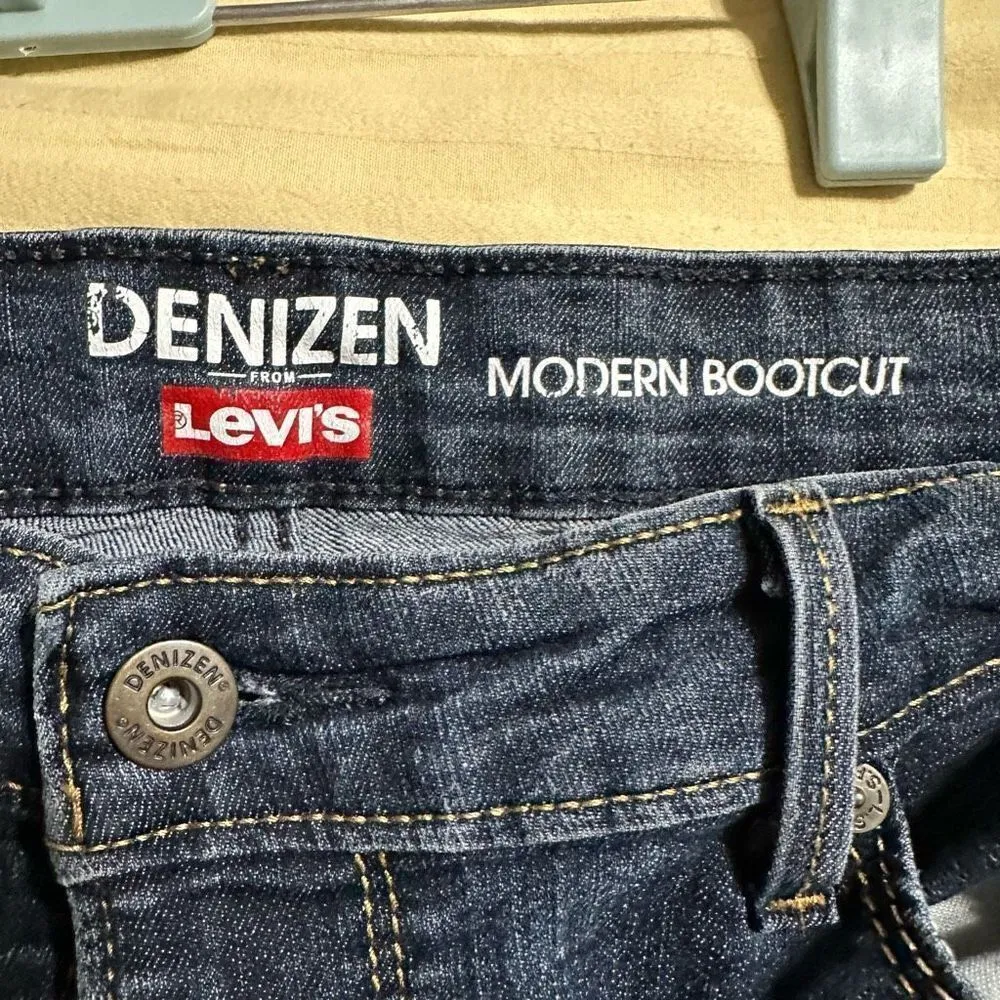 DENIZEN
FROM
Levi's®
MODERN BOOTCUT
DENIZEN®
DENIZEN®